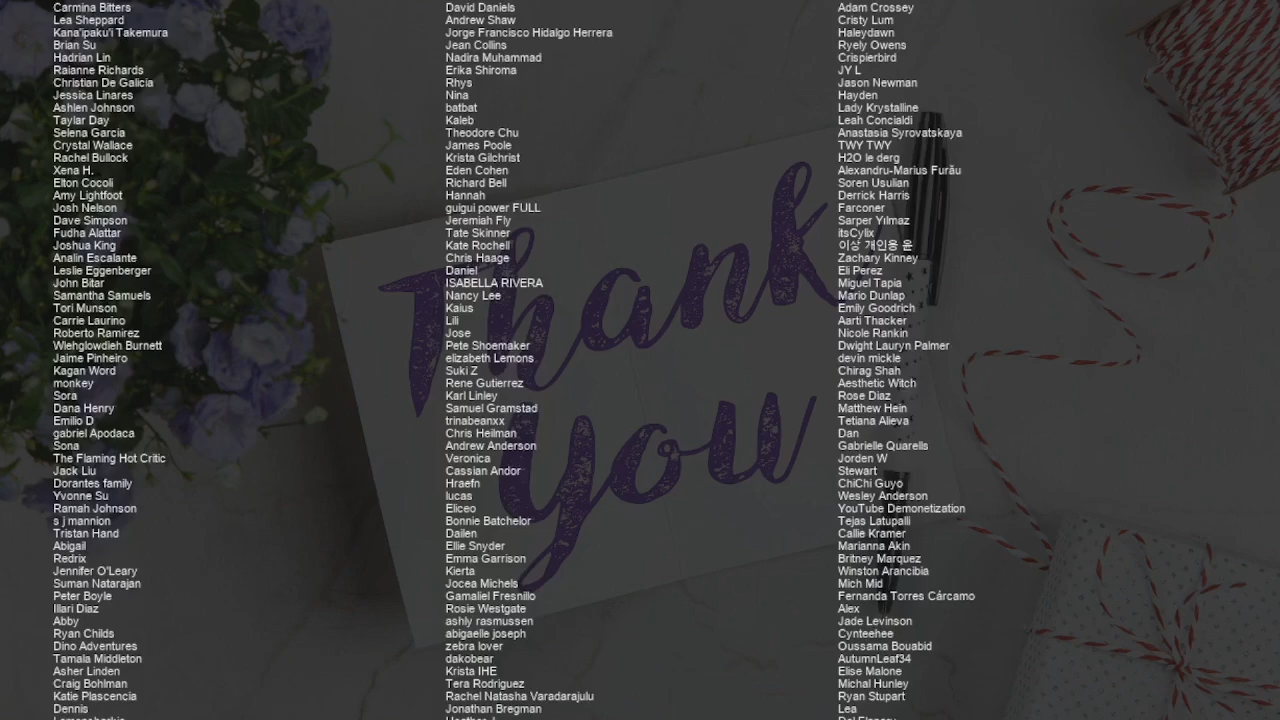 Carmina Bitters
Lea Sheppard
Kana'ipaku'i Takemura
Brian Su
Hadrian Lin
Raianne Richards
Christian De Galicia
Jessica Linares
Ashlen Johnson
Taylar Day
Selena Garcia
Crystal Wallace
Rachel Bullock
Xena H.
Elton Cocoli
Amy Lightfoot
Josh Nelson
Dave Simpson
Fudha Alattar
Joshua King
Analin Escalante
Leslie Eggenberger
John Bitar
Samantha Samuels
Tori Munson
Carrie Laurino
Roberto Ramirez
Wiehglowdieh Burnett
Jaime Pinheiro
Kagan Word
monkey
Sora
Dana Henry
Emilio D
gabriel Apodaca
Sona
The Flaming Hot Critic
Jack Liu
Dorantes family
Yvonne Su
Ramah Johnson
s j mannion
Tristan Hand
Abigail
Redrix
Jennifer O'Leary
Suman Natarajan
Peter Boyle
Illari Diaz
Abby
Ryan Childs
Dino Adventures
Tamala Middleton
Asher Linden
Craig Bohlman
Katie Plascencia
Dennis
David Daniels
Andrew Shaw
Jorge Francisco Hidalgo Herrera
Jean Collins
Nadira Muhammad
Erika Shiroma
Rhys
Nina
batbat
Kaleb
Theodore Chu
James Poole
Krista Gilchrist
Eden Cohen
Richard Bell
Hannah
guigui power FULL
Jeremiah Fly
Tate Skinner
Kate Rochell
Chris Haage
Daniel
ISABELLA RIVERA
Nancy Lee
Kaius
Lili
Jose
Pete Shoemaker
elizabeth Lemons
Suki Z
Rene Gutierrez
Karl Linley
Samuel Gramstad
trinabeanxx
Chris Heilman
Andrew Anderson
Veronica
Cassian Andor
Hraefn
lucas
Eliceo
Bonnie Batchelor
Dailen
Ellie Snyder
Emma Garrison
Kierta
Jocea Michels
Gamaliel Fresnillo
Rosie Westgate
ashly rasmussen
abigaelle joseph
zebra lover
dakobear
Krista IHE
Tera Rodriguez
Rachel Natasha Varadarajulu
Jonathan Bregman
Adam Crossey
Cristy Lum
Haleydawn
Ryely Owens
Crispierbird
JY L
Jason Newman
Hayden
Lady Krystalline
Leah Concialdi
Anastasia Syrovatskaya
TWY TWY
H2O le derg
Alexandru-Marius Furău
Soren Usulian
Derrick Harris
Farconer
Sarper Yılmaz
itsCylix
이상 개인용 윤
Zachary Kinney
Eli Perez
Miguel Tapia
Mario Dunlap
Emily Goodrich
Aarti Thacker
Nicole Rankin
Dwight Lauryn Palmer
devin mickle
Chirag Shah
Aesthetic Witch
Rose Diaz
Matthew Hein
Tetiana Alieva
Dan
Gabrielle Quarells
Jorden W
Stewart
ChiChi Guyo
Wesley Anderson
YouTube Demonetization
Tejas Latupalli
Callie Kramer
Marianna Akin
Britney Marquez
Winston Arancibia
Mich Mid
Fernanda Torres Cárcamo
Alex
Jade Levinson
Cynteehee
Oussama Bouabid
AutumnLeaf34
Elise Malone
Michal Hunley
Ryan Stupart
Lea
Thank
You